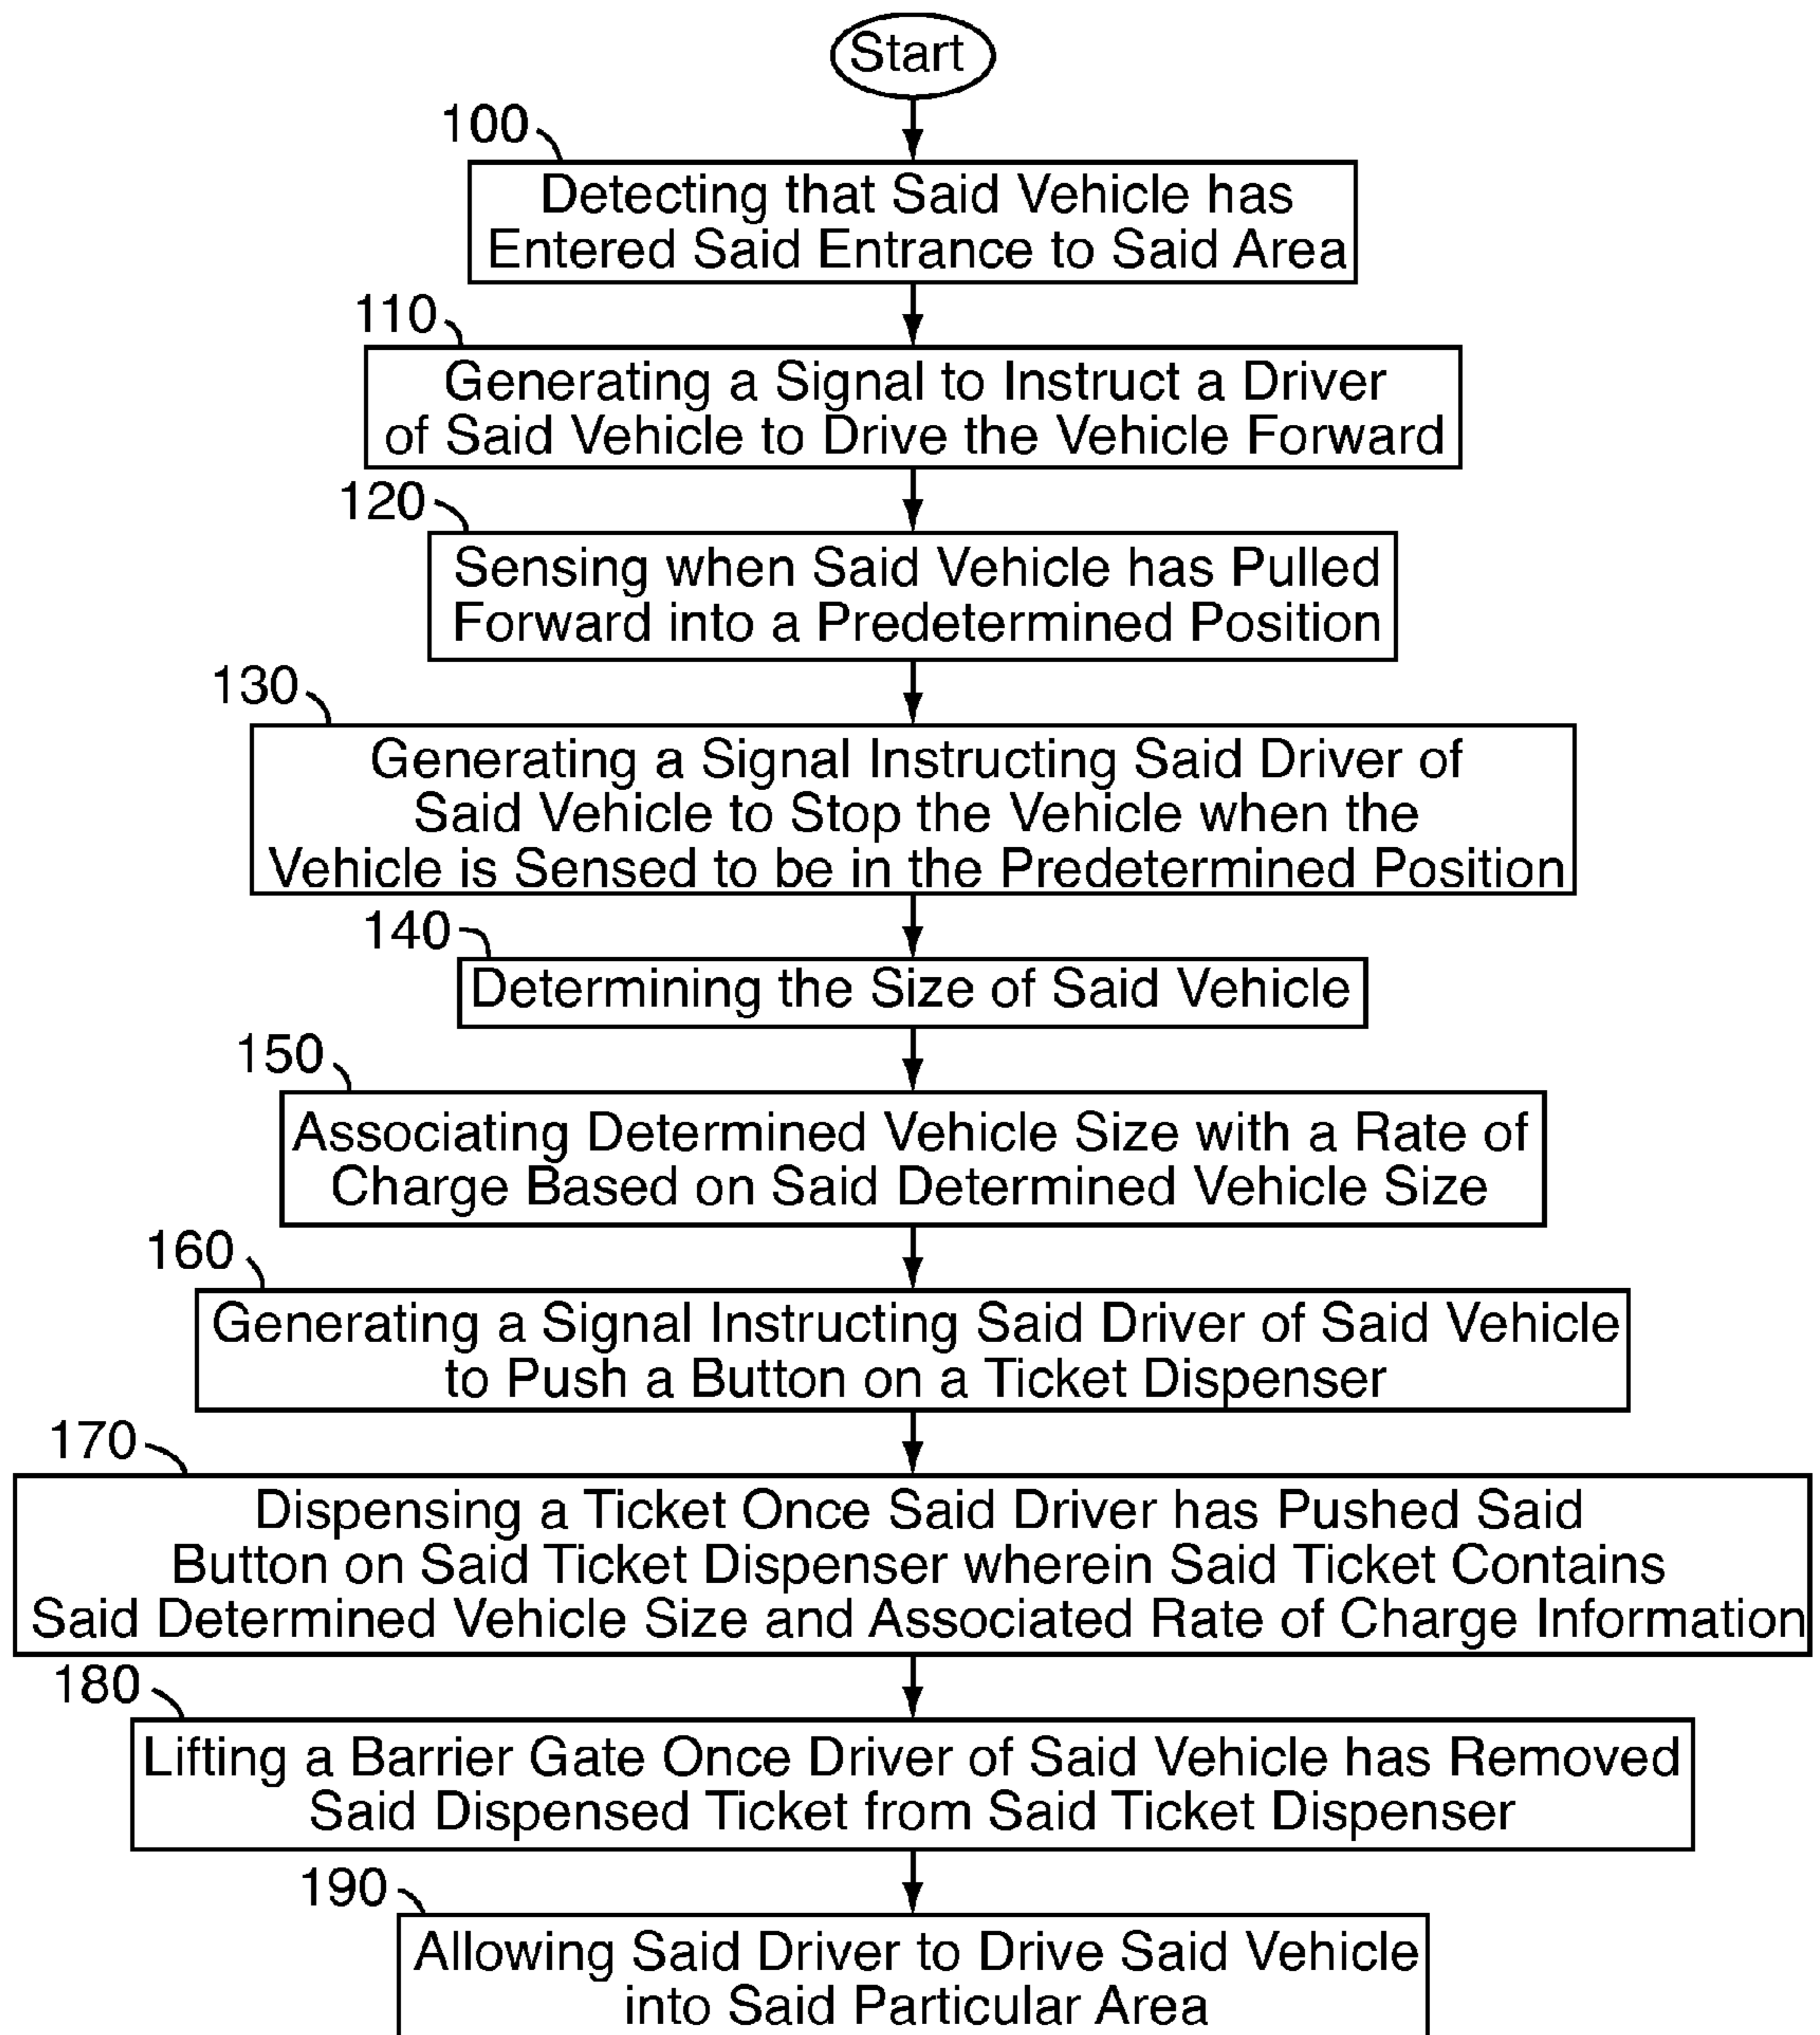 Start
100
Detecting that Said Vehicle has
Entered Said Entrance to Said Area
110
Generating a Signal to Instruct a Driver
of Said Vehicle to Drive the Vehicle Forward
120
Sensing when Said Vehicle has Pulled
Forward into a Predetermined Position
130
Generating a Signal Instructing Said Driver of
Said Vehicle to Stop the Vehicle when the
Vehicle is Sensed to be in the Predetermined Position
140
Determining the Size of Said Vehicle
150
Associating Determined Vehicle Size with a Rate of
Charge Based on Said Determined Vehicle Size
160
Generating a Signal Instructing Said Driver of Said Vehicle
to Push a Button on a Ticket Dispenser
170
Dispensing a Ticket Once Said Driver has Pushed Said
Button on Said Ticket Dispenser wherein Said Ticket Contains
Said Determined Vehicle Size and Associated Rate of Charge Information
180
Lifting a Barrier Gate Once Driver of Said Vehicle has Removed
Said Dispensed Ticket from Said Ticket Dispenser
190
Allowing Said Driver to Drive Said Vehicle
into Said Particular Area